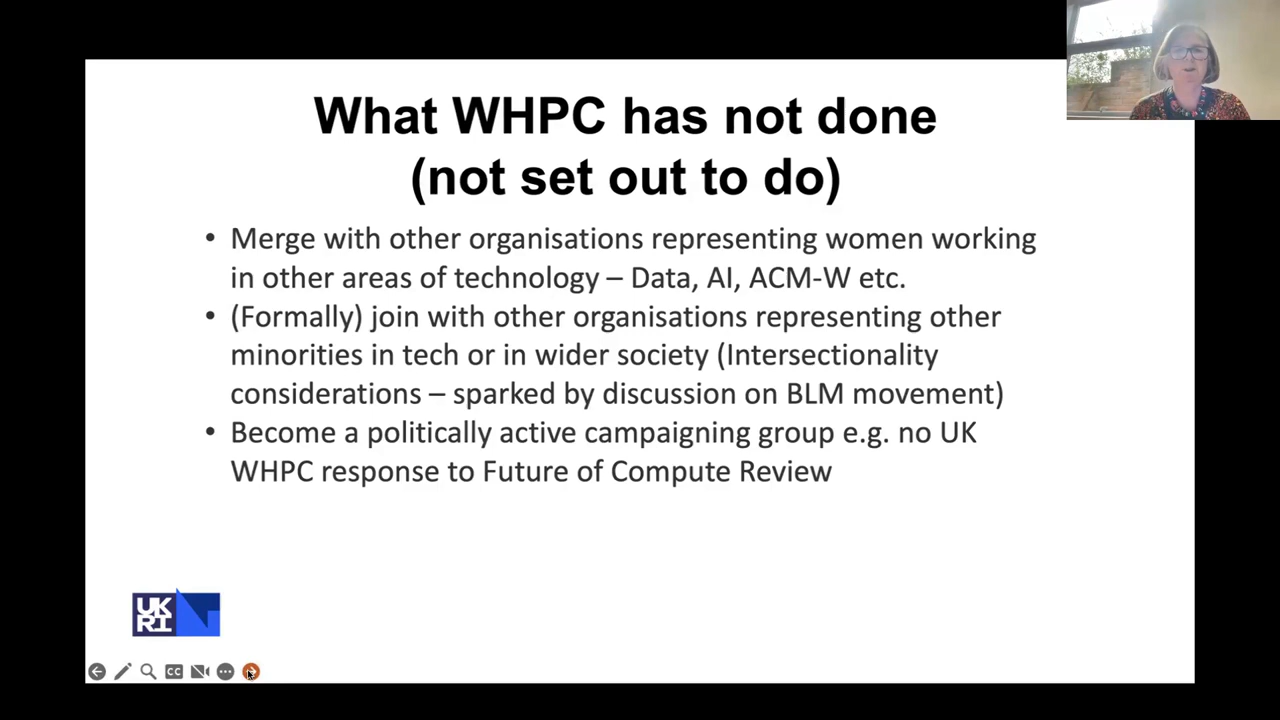 What WHPC has not done
(not set out to do)
• Merge with other organisations representing women working
in other areas of technology – Data, AI, ACM-W etc.
• (Formally) join with other organisations representing other
minorities in tech or in wider society (Intersectionality
considerations – sparked by discussion on BLM movement)
• Become a politically active campaigning group e.g. no UK
WHPC response to Future of Compute Review
UK
RI
CC